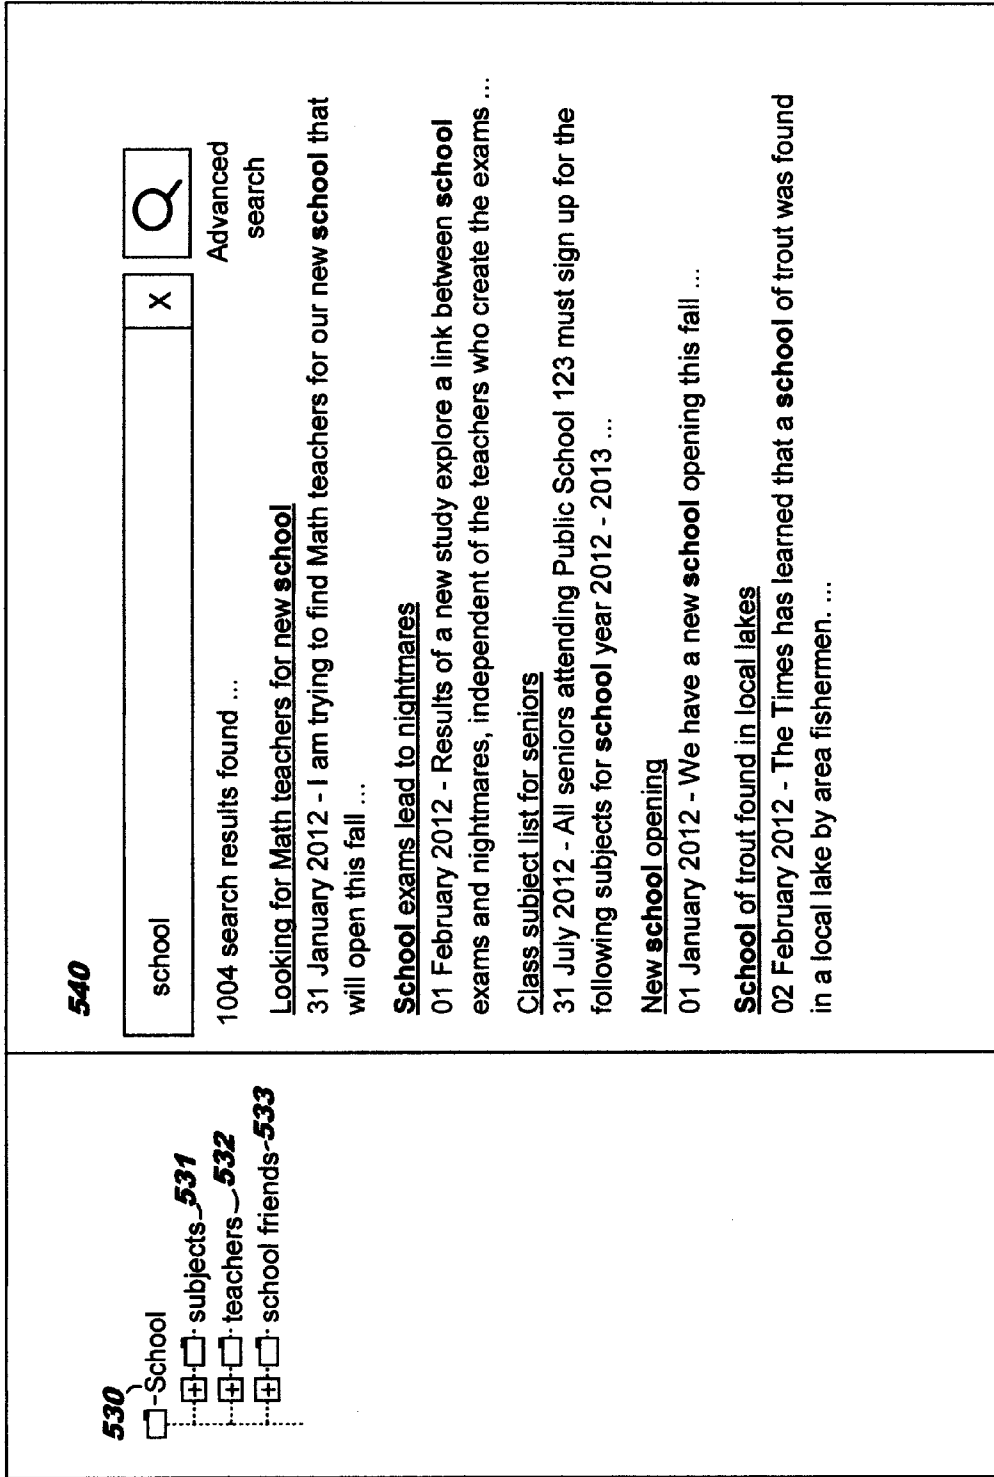 530
School
subjects 531
teachers 532
school friends 533
540
school X
Advanced
search
1004 search results found ...
Looking for Math teachers for new school
31 January 2012 - I am trying to find Math teachers for our new school that
will open this fall ...
School exams lead to nightmares
01 February 2012 - Results of a new study explore a link between school
exams and nightmares, independent of the teachers who create the exams ...
Class subject list for seniors
31 July 2012 - All seniors attending Public School 123 must sign up for the
following subjects for school year 2012 - 2013 ...
New school opening
01 January 2012 - We have a new school opening this fall ...
School of trout found in local lakes
02 February 2012 - The Times has learned that a school of trout was found
in a local lake by area fishermen. ...